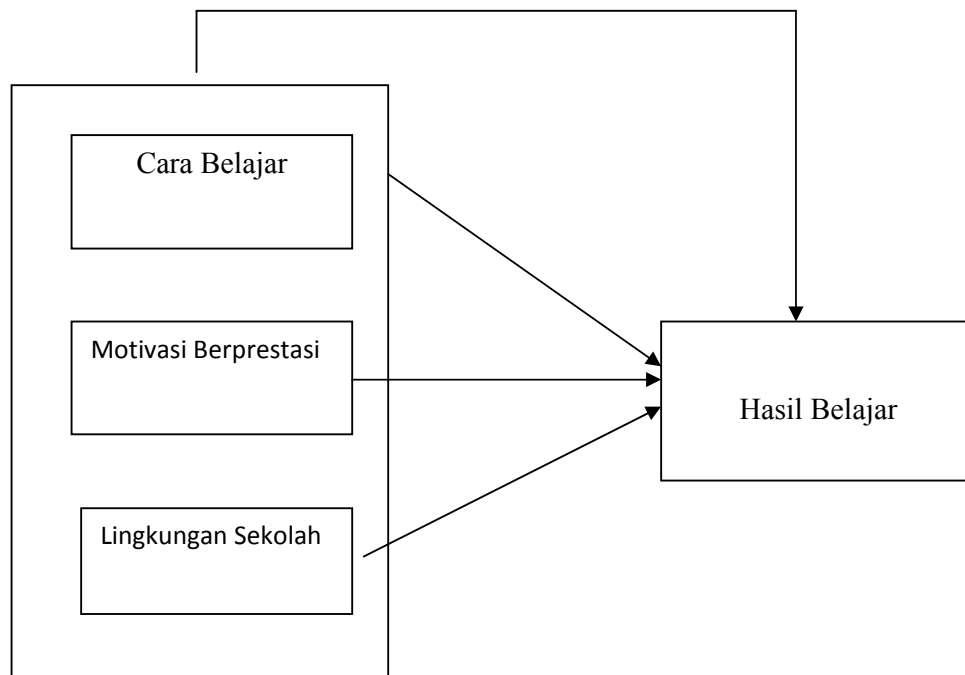 Cara Belajar
Motivasi Berprestasi
Hasil Belajar
Lingkungan Sekolah